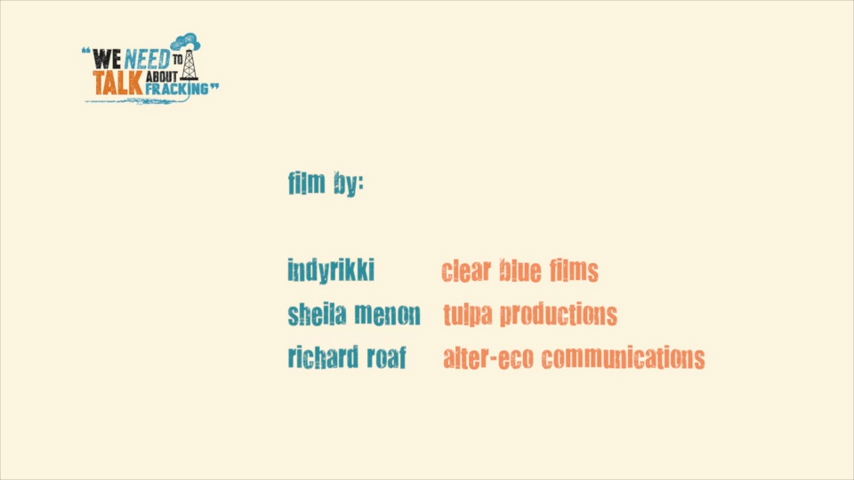 "WE NEED TO
TALK ABOUT
FRACKING"
film by:
indyrikki clear blue films
sheila menon tulpa productions
richard roaf alter-eco communications